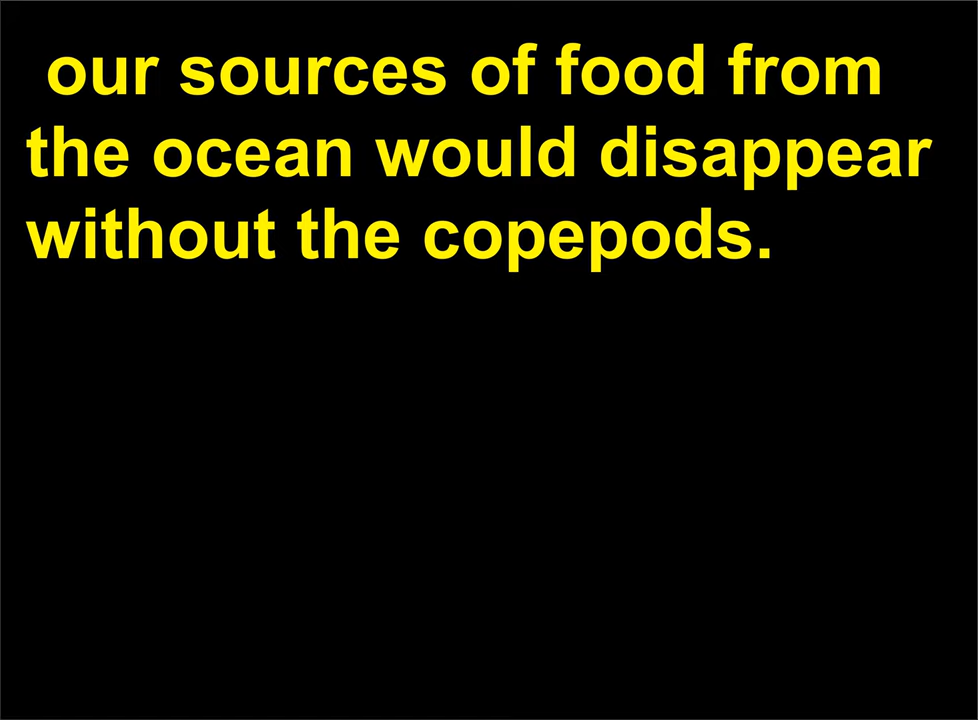 our sources of food from
the ocean would disappear
without the copepods.